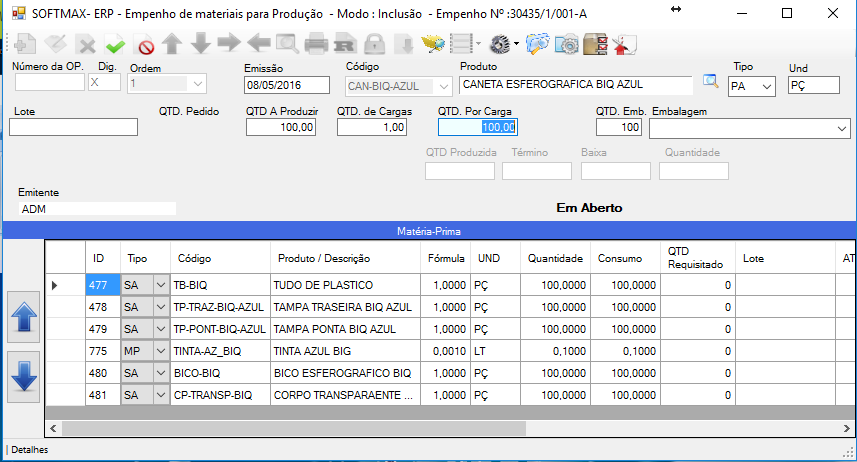 SOFTMAX- ERP - Empenho de materiais para Produção - Modo : Inclusão - Empenho Nº :30435/1/001-A
Número da OP. Dig. Ordem Emissão Código Produto Tipo Und
X 1 08/05/2016 CAN-BIQ-AZUL CANETA ESFEROGRAFICA BIQ AZUL PA PÇ
Lote QTD. Pedido QTD A Produzir QTD. de Cargas QTD. Por Carga QTD. Emb. Embalagem
100,00 1,00 100,00 100
QTD Produzida Término Baixa Quantidade
Emitente
ADM Em Aberto
Matéria-Prima
ID Tipo Código Produto / Descrição Fórmula UND Quantidade Consumo QTD Requisitado Lote AT
477 SA TB-BIQ TUDO DE PLASTICO 1,0000 PÇ 100,0000 100,0000 0
478 SA TP-TRAZ-BIQ-AZUL TAMPA TRASEIRA BIQ AZUL 1,0000 PÇ 100,0000 100,0000 0
479 SA TP-PONT-BIQ-AZUL TAMPA PONTA BIQ AZUL 1,0000 PÇ 100,0000 100,0000 0
775 MP TINTA-AZ_BIQ TINTA AZUL BIG 0,0010 LT 0,1000 0,1000 0
480 SA BICO-BIQ BICO ESFEROGRAFICO BIQ 1,0000 PÇ 100,0000 100,0000 0
481 SA CP-TRANSP-BIQ CORPO TRANSPARAENTE ... 1,0000 PÇ 100,0000 100,0000 0
Detalhes